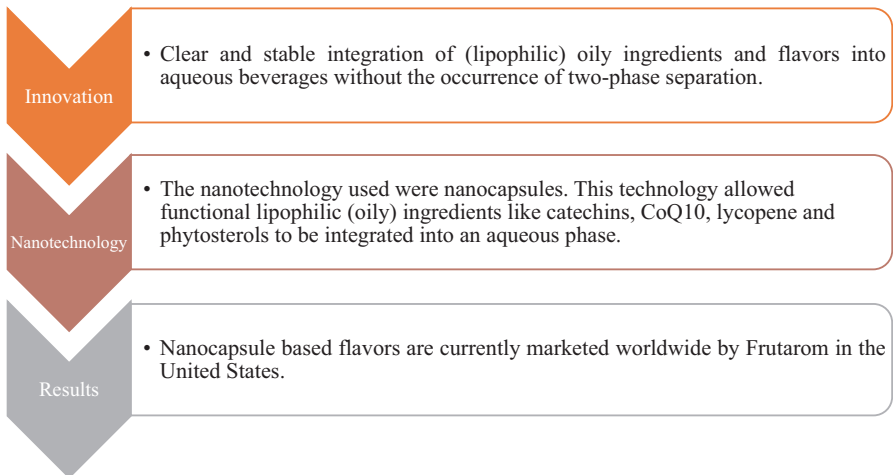 Innovation
• Clear and stable integration of (lipophilic) oily ingredients and flavors into
aqueous beverages without the occurrence of two-phase separation.
Nanotechnology
• The nanotechnology used were nanocapsules. This technology allowed
functional lipophilic (oily) ingredients like catechins, CoQ10, lycopene and
phytosterols to be integrated into an aqueous phase.
Results
• Nanocapsule based flavors are currently marketed worldwide by Frutarom in the
United States.